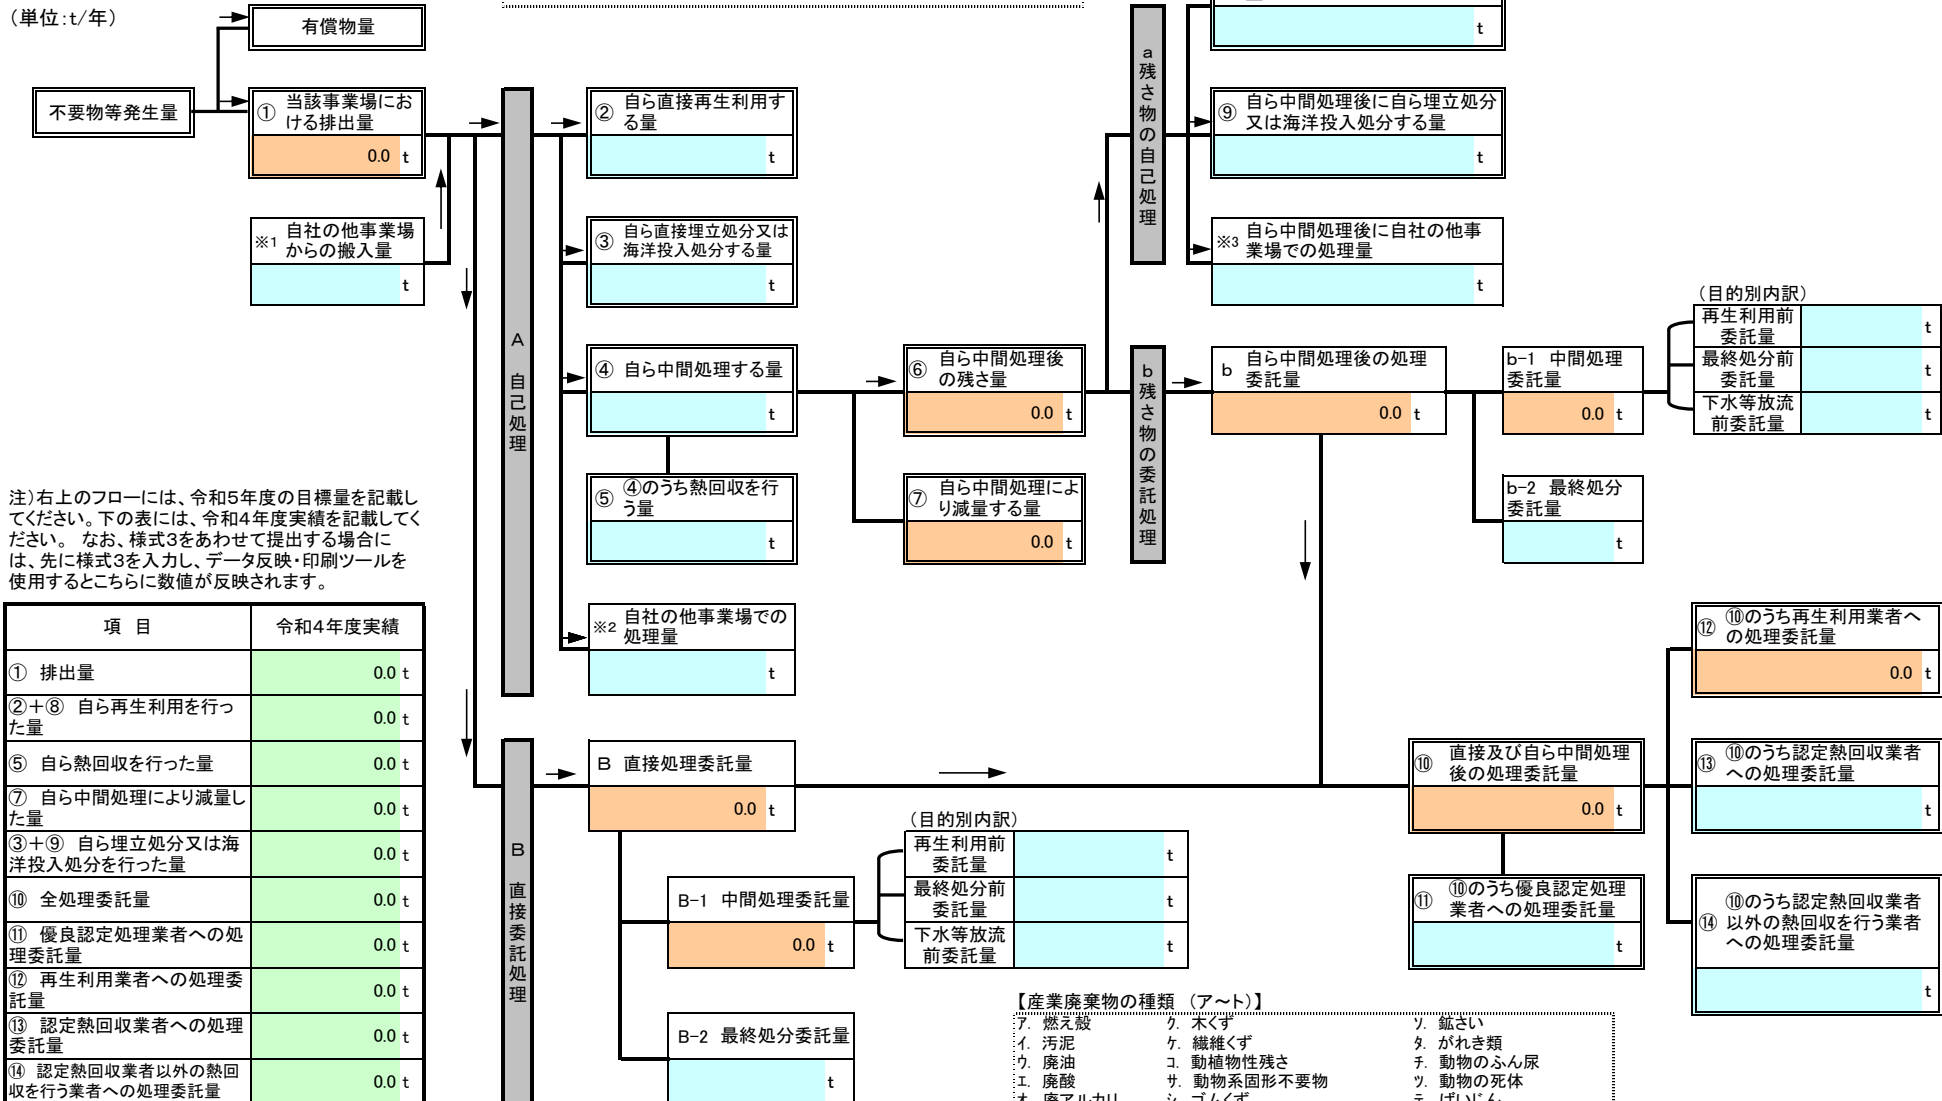 (単位:t/年)
有償物量
t
不要物等発生量
① 当該事業場にお
ける排出量
0.0 t
※1 自社の他事業場
からの搬入量
t
A 自己処理
② 自ら直接再生利用す
る量
t
③ 自ら直接埋立処分又は
海洋投入処分する量
t
④ 自ら中間処理する量
t
⑤ ④のうち熱回収を行
う量
t
※2 自社の他事業場での
処理量
t
⑥ 自ら中間処理後
の残さ量
0.0 t
⑦ 自ら中間処理によ
り減量する量
0.0 t
a残さ物の自己処理
⑨ 自ら中間処理後に自ら埋立処分
又は海洋投入処分する量
t
※3 自ら中間処理後に自社の他事
業場での処理量
t
b残さ物の委託処理
b 自ら中間処理後の処理
委託量
0.0 t
b-1 中間処理
委託量
0.0 t
b-2 最終処分
委託量
t
(目的別内訳)
再生利用前
委託量
t
最終処分前
委託量
t
下水等放流
前委託量
t
注)右上のフローには、令和5年度の目標量を記載し
てください。下の表には、令和4年度実績を記載してく
ださい。 なお、様式3をあわせて提出する場合に
は、先に様式3を入力し、データ反映・印刷ツールを
使用するとこちらに数値が反映されます。
項 目 令和4年度実績
① 排出量 0.0 t
②+⑧ 自ら再生利用を行っ
た量 0.0 t
⑤ 自ら熱回収を行った量 0.0 t
⑦ 自ら中間処理により減量し
た量 0.0 t
③+⑨ 自ら埋立処分又は海
洋投入処分を行った量 0.0 t
⑩ 全処理委託量 0.0 t
⑪ 優良認定処理業者への処
理委託量 0.0 t
⑫ 再生利用業者への処理委
託量 0.0 t
⑬ 認定熱回収業者への処理
委託量 0.0 t
⑭ 認定熱回収業者以外の熱回
収を行う業者への処理委託量 0.0 t
B 直接委託処理
B 直接処理委託量
0.0 t
B-1 中間処理委託量
0.0 t
B-2 最終処分委託量
t
(目的別内訳)
再生利用前
委託量
t
最終処分前
委託量
t
下水等放流
前委託量
t
⑩ 直接及び自ら中間処理
後の処理委託量
0.0 t
⑪ ⑩のうち優良認定処理
業者への処理委託量
t
⑫ ⑩のうち再生利用業者へ
の処理委託量
0.0 t
⑬ ⑩のうち認定熱回収業者
への処理委託量
t
⑭ ⑩のうち認定熱回収業者
以外の熱回収を行う業者
への処理委託量
t
【産業廃棄物の種類 (ア~ト)】
ア. 燃え殻 ク. 木くず ソ. 鉱さい
イ. 汚泥 ケ. 繊維くず タ. がれき類
ウ. 廃油 コ. 動植物性残さ チ. 動物のふん尿
エ. 廃酸 サ. 動物系固形不要物 ツ. 動物の死体
オ. 廃アルカリ シ. ゴムくず テ. ばいじん